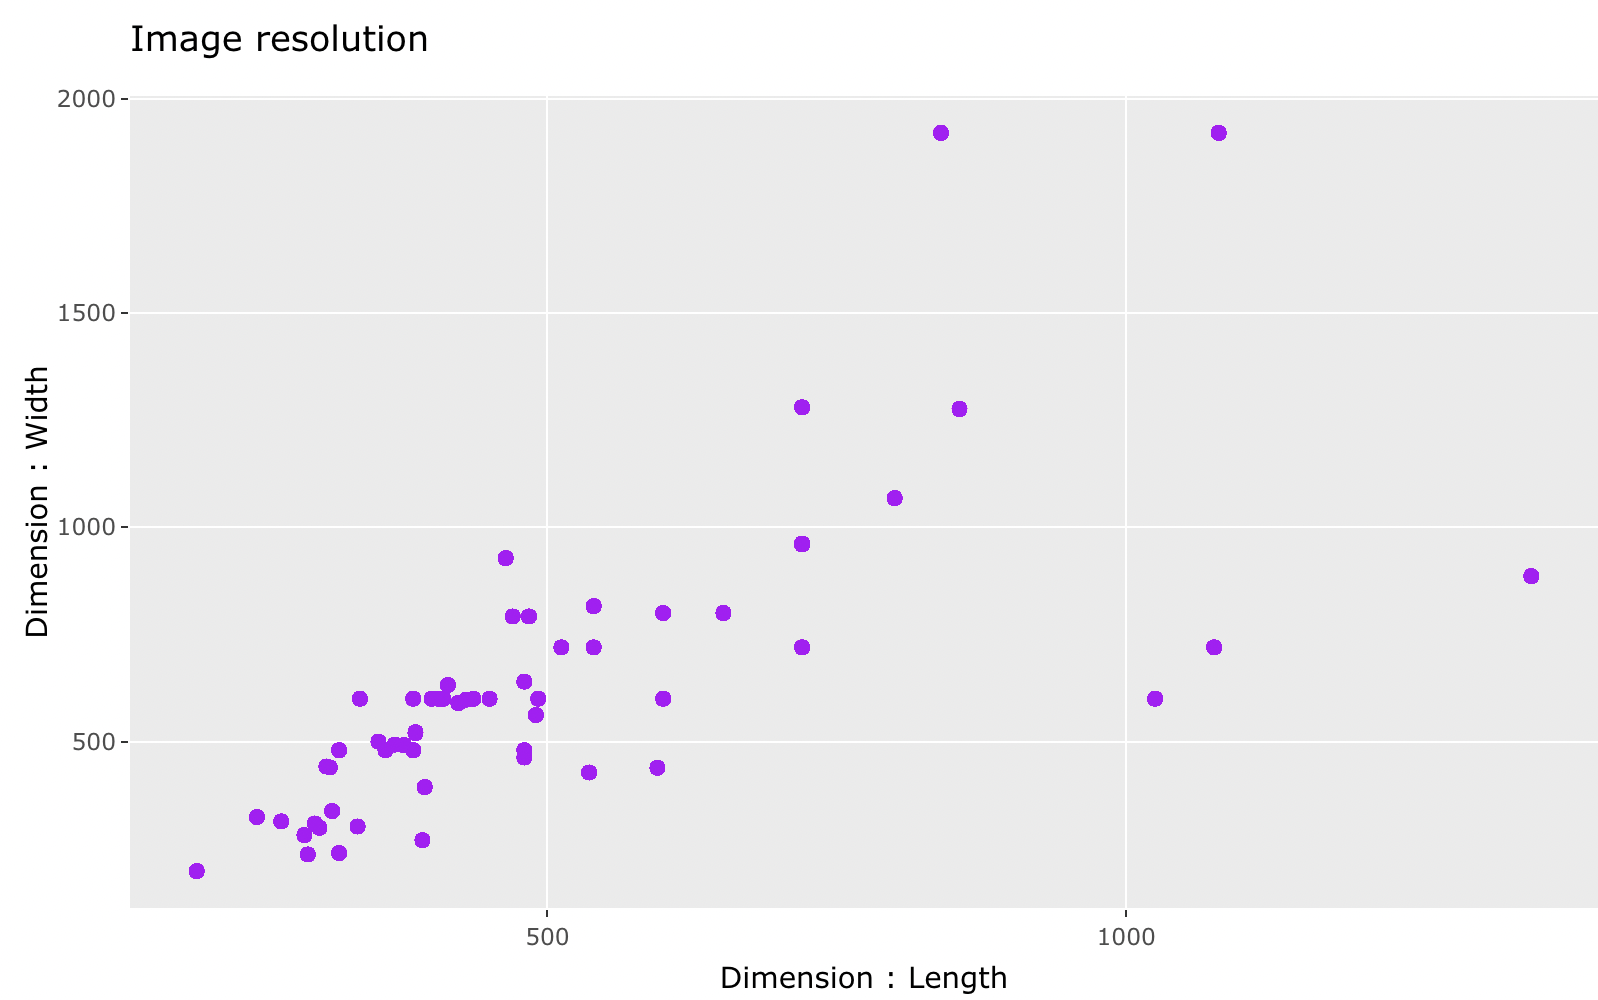 Image resolution
2000
1500
1000
500
Dimension : Width
500
1000
Dimension : Length